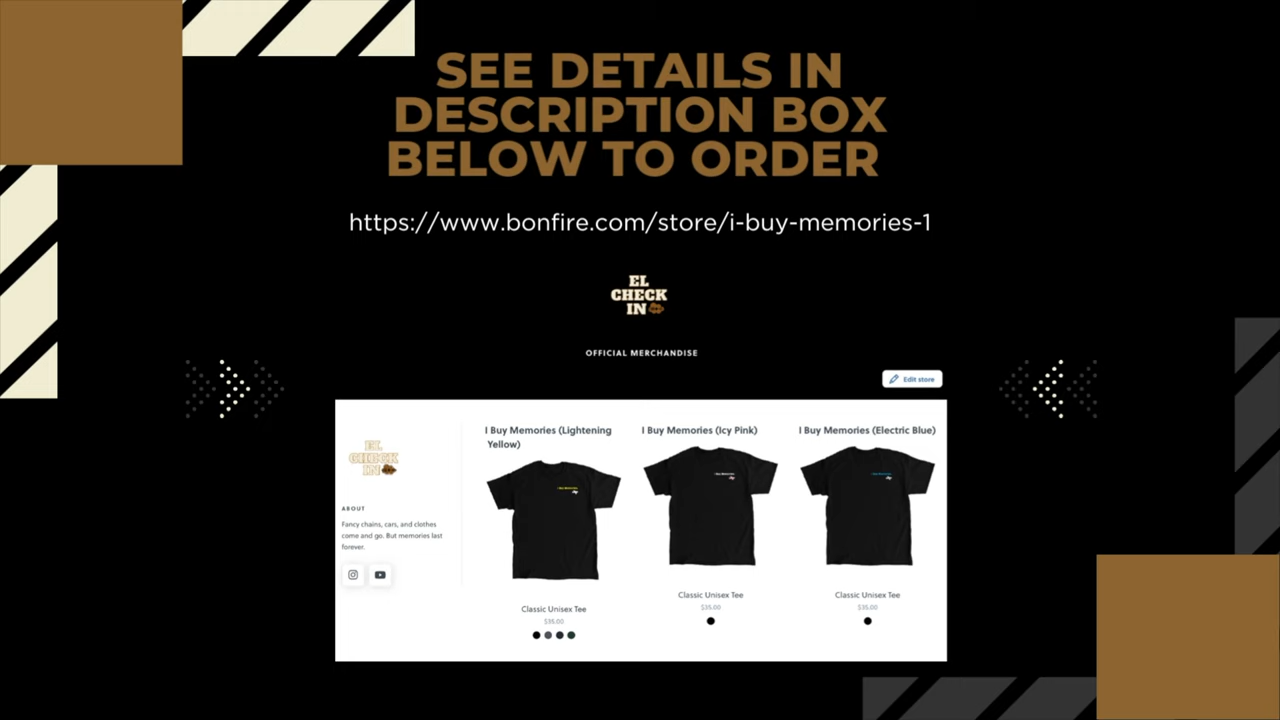 SEE DETAILS IN
DESCRIPTION BOX
BELOW TO ORDER
https://www.bonfire.com/store/i-buy-memories-1
EL
CHECK
IN
OFFICIAL MERCHANDISE
Edit store
EL
CHECK
IN
ABOUT
Fancy chains, cars, and clothes
come and go. But memories last
forever.
I Buy Memories (Lightening
Yellow)
Classic Unisex Tee
$35.00
I Buy Memories (Icy Pink)
Classic Unisex Tee
$35.00
I Buy Memories (Electric Blue)
Classic Unisex Tee
$35.00